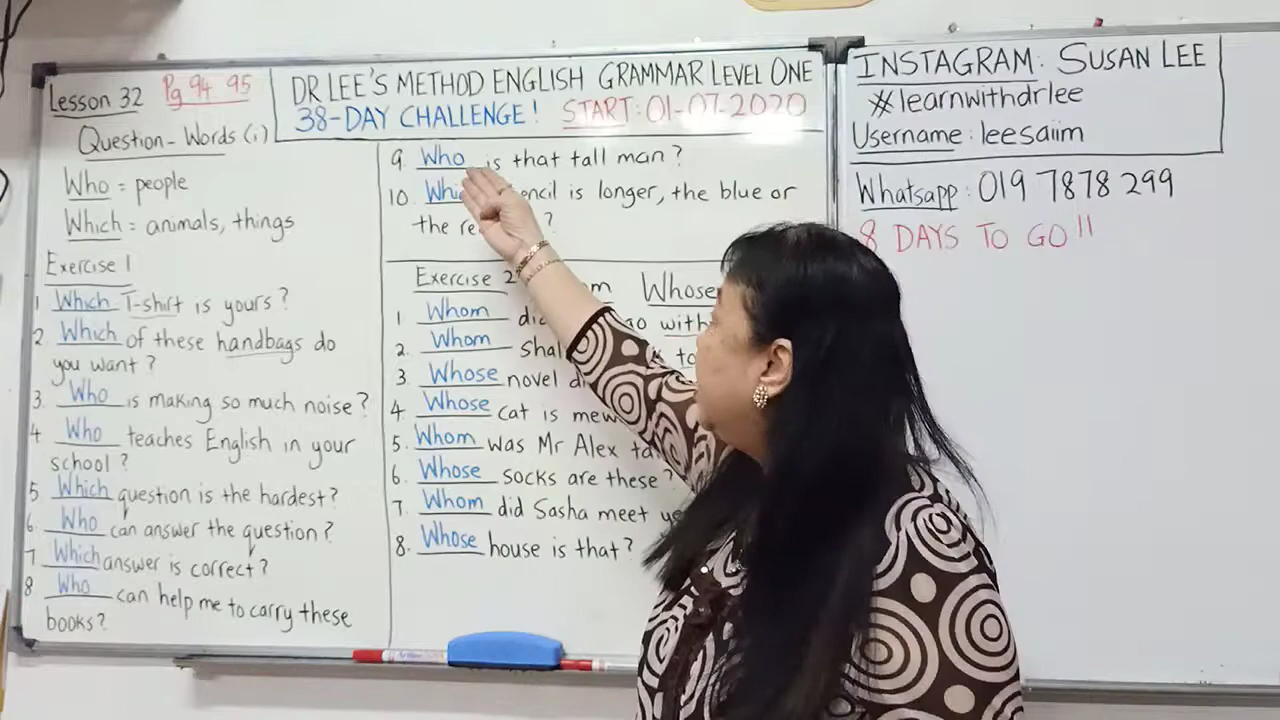 Lesson 32
Pg 94 95
DR LEE'S METHOD ENGLISH GRAMMAR LEVEL ONE
38-DAY CHALLENGE! START: 01-07-2020
Question-Words (i)
Who = people
Which = animals, things
Exercise 1
1 Which T-shirt is yours?
2 Which of these handbags do
you want?
3. Who is making so much noise?
4 Who teaches English in your
school?
5 Which question is the hardest?
6 Who can answer the question?
7 Which answer is correct?
8 Who can help me to carry these
books?
9 Who is that tall man?
10. is longer, the blue or
the ?
Exercise 2 Whose
1 Whom go with
2. Whom
3. Whose novel
4. Whose cat is
5. Whom was Mr Alex
6. Whose socks are these?
7. Whom did Sasha meet
8. Whose house is that?
INSTAGRAM: SUSAN LEE
#learnwithdrlee
Username: leesaiim
Whatsapp: 019 7878 299
8 DAYS TO GO!!